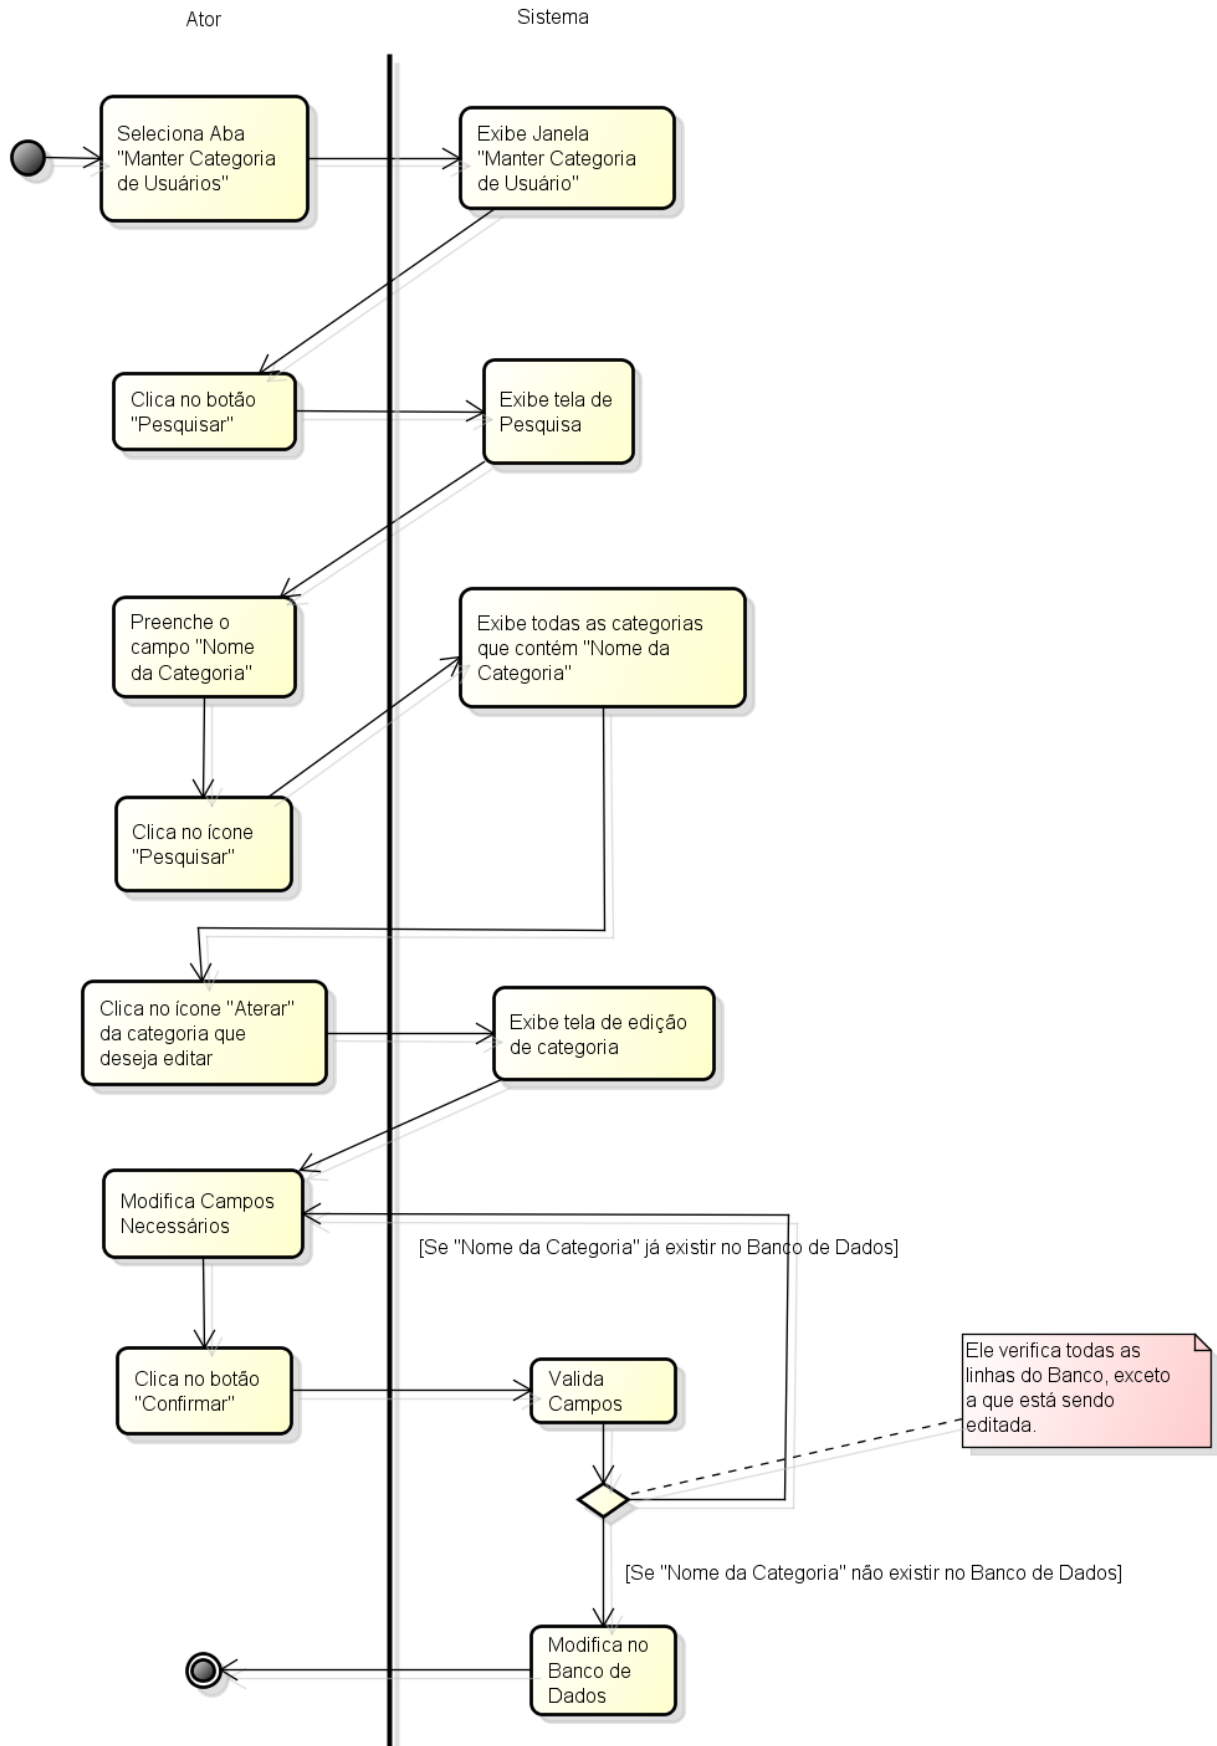 Ator
Sistema
Seleciona Aba
"Manter Categoria
de Usuários"
Exibe Janela
"Manter Categoria
de Usuário"
Clica no botão
"Pesquisar"
Exibe tela de
Pesquisa
Preenche o
campo "Nome
da Categoria"
Exibe todas as categorias
que contém "Nome da
Categoria"
Clica no ícone
"Pesquisar"
Clica no ícone "Aterar"
da categoria que
deseja editar
Exibe tela de edição
de categoria
Modifica Campos
Necessários
[Se "Nome da Categoria" já existir no Banco de Dados]
Ele verifica todas as
linhas do Banco, exceto
a que está sendo
editada.
Clica no botão
"Confirmar"
Valida
Campos
[Se "Nome da Categoria" não existir no Banco de Dados]
Modifica no
Banco de
Dados